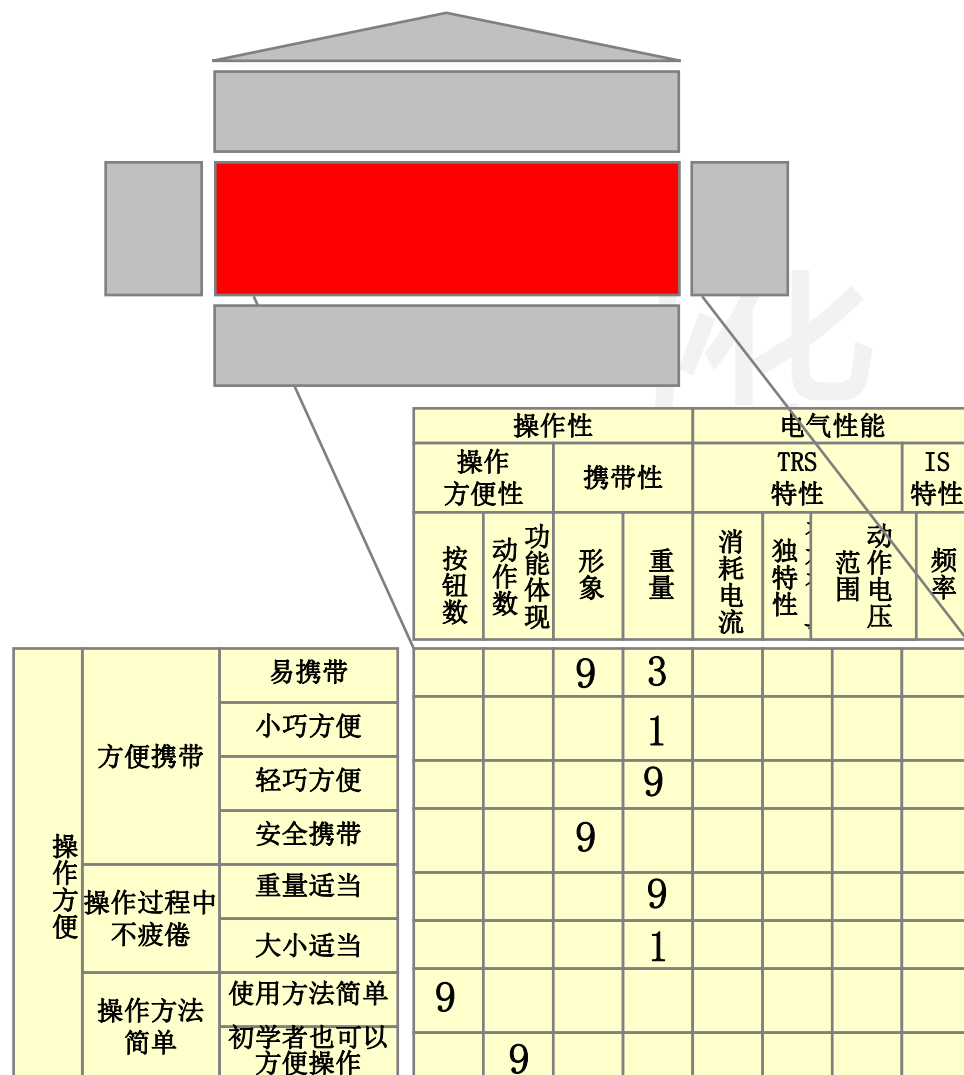 操作性 电气性能
操作
方便性
携带性
TRS
特性
IS
特性
按钮数
功能体现
动作数
形象
重量
消耗电流
独特性
动作电压
范围
频率
操作方便
方便携带
易携带 9 3
小巧方便 1
轻巧方便 9
安全携带 9
操作过程中
不疲倦
重量适当 9
大小适当 1
操作方法
简单
使用方法简单 9
初学者也可以
方便操作 9